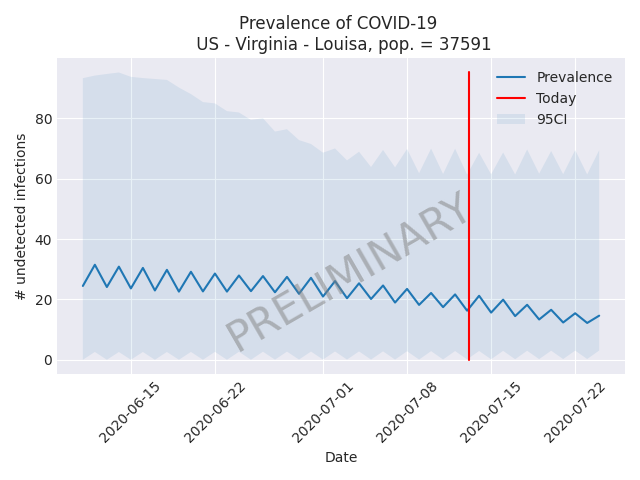 Prevalence of COVID-19
US - Virginia - Louisa, pop. = 37591
# undetected infections
80
60
40
20
0
Prevalence
Today
95CI
PRELIMINARY
2020-06-15
2020-06-22
2020-07-01
2020-07-08
2020-07-15
2020-07-22
Date